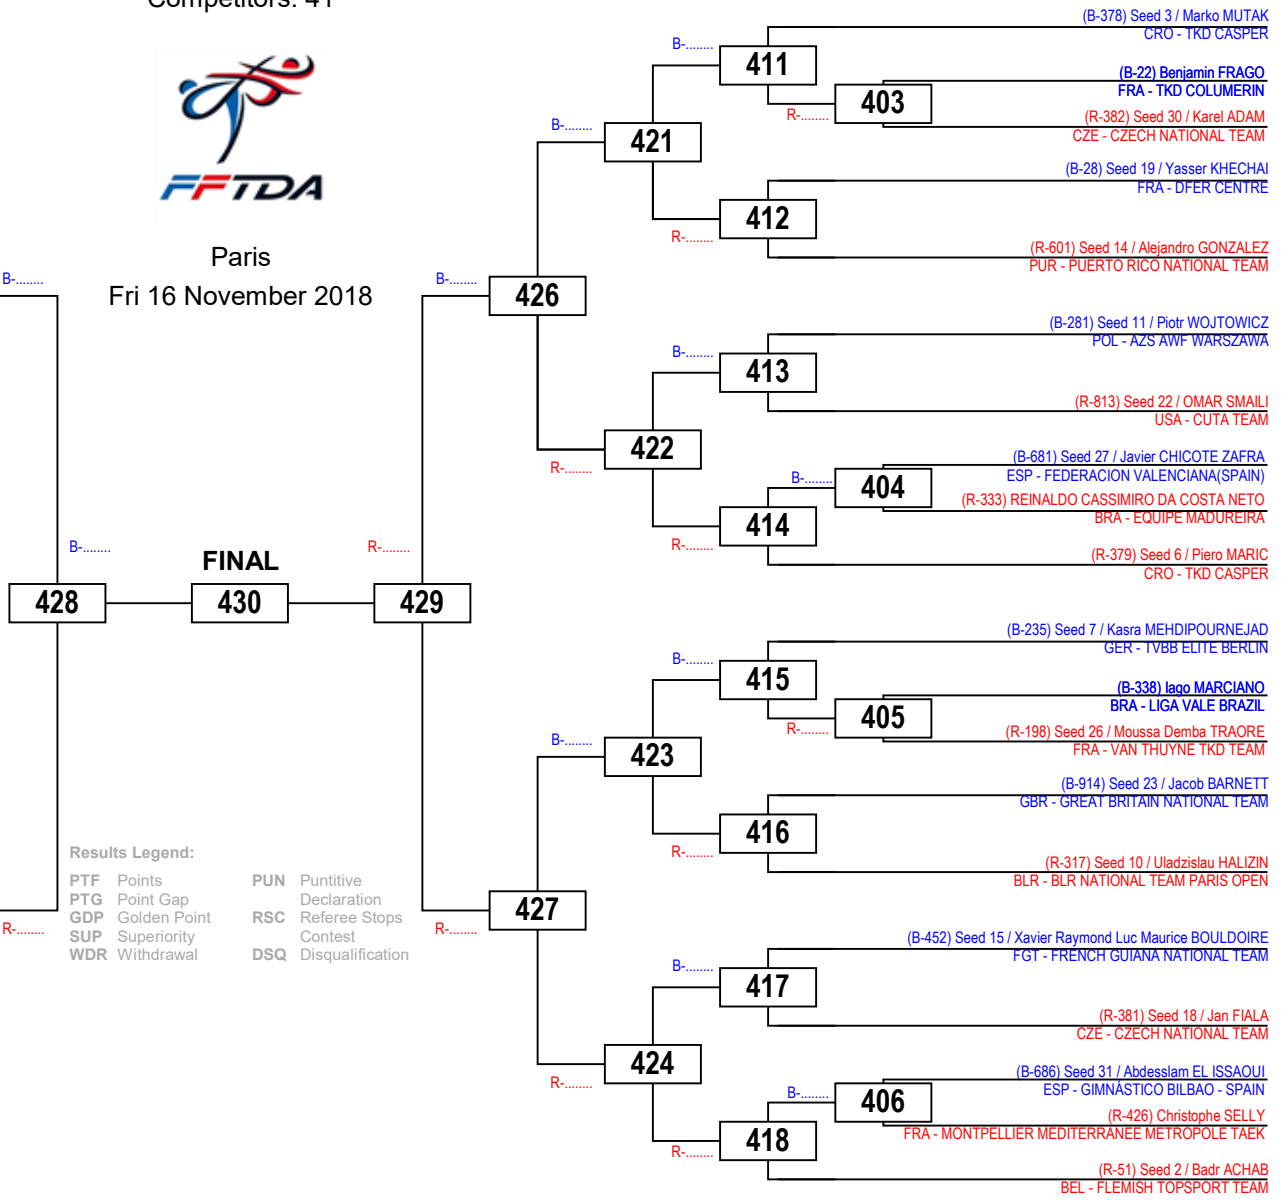 Competitors: 41
FFTDA
Paris
Fri 16 November 2018
B-........
R-........
B-........
428
FINAL
430
R-........
429
B-........
R-........
426
427
B-........
R-........
B-........
R-........
421
422
423
424
B-........
411
R-........
403
(B-378) Seed 3 / Marko MUTAK
CRO - TKD CASPER
(B-22) Benjamin FRAGO
FRA - TKD COLUMERIN
(R-382) Seed 30 / Karel ADAM
CZE - CZECH NATIONAL TEAM
R-........
412
(B-28) Seed 19 / Yasser KHECHAI
FRA - DFER CENTRE
(R-601) Seed 14 / Alejandro GONZALEZ
PUR - PUERTO RICO NATIONAL TEAM
B-........
413
(B-281) Seed 11 / Piotr WOJTOWICZ
POL - AZS AWF WARSZAWA
(R-813) Seed 22 / OMAR SMAILI
USA - CUTA TEAM
R-........
414
B-........
404
(B-681) Seed 27 / Javier CHICOTE ZAFRA
ESP - FEDERACION VALENCIANA(SPAIN)
(R-333) REINALDO CASSIMIRO DA COSTA NETO
BRA - EQUIPE MADUREIRA
(R-379) Seed 6 / Piero MARIC
CRO - TKD CASPER
B-........
415
R-........
405
(B-235) Seed 7 / Kasra MEHDIPOURNEJAD
GER - TVBB ELITE BERLIN
(B-338) Iago MARCIANO
BRA - LIGA VALE BRAZIL
(R-198) Seed 26 / Moussa Demba TRAORE
FRA - VAN THUYNE TKD TEAM
R-........
416
(B-914) Seed 23 / Jacob BARNETT
GBR - GREAT BRITAIN NATIONAL TEAM
(R-317) Seed 10 / Uladzislau HALIZIN
BLR - BLR NATIONAL TEAM PARIS OPEN
B-........
417
(B-452) Seed 15 / Xavier Raymond Luc Maurice BOULDOIRE
FGT - FRENCH GUIANA NATIONAL TEAM
(R-381) Seed 18 / Jan FIALA
CZE - CZECH NATIONAL TEAM
R-........
418
B-........
406
(B-686) Seed 31 / Abdesslam EL ISSAOUI
ESP - GIMNÁSTICO BILBAO - SPAIN
(R-426) Christophe SELLY
FRA - MONTPELLIER MEDITERRANEE METROPOLE TAEK
(R-51) Seed 2 / Badr ACHAB
BEL - FLEMISH TOPSPORT TEAM
Results Legend:
PTF Points
PTG Point Gap
GDP Golden Point
SUP Superiority
WDR Withdrawal
PUN Puntitive
Declaration
RSC Referee Stops
Contest
DSQ Disqualification